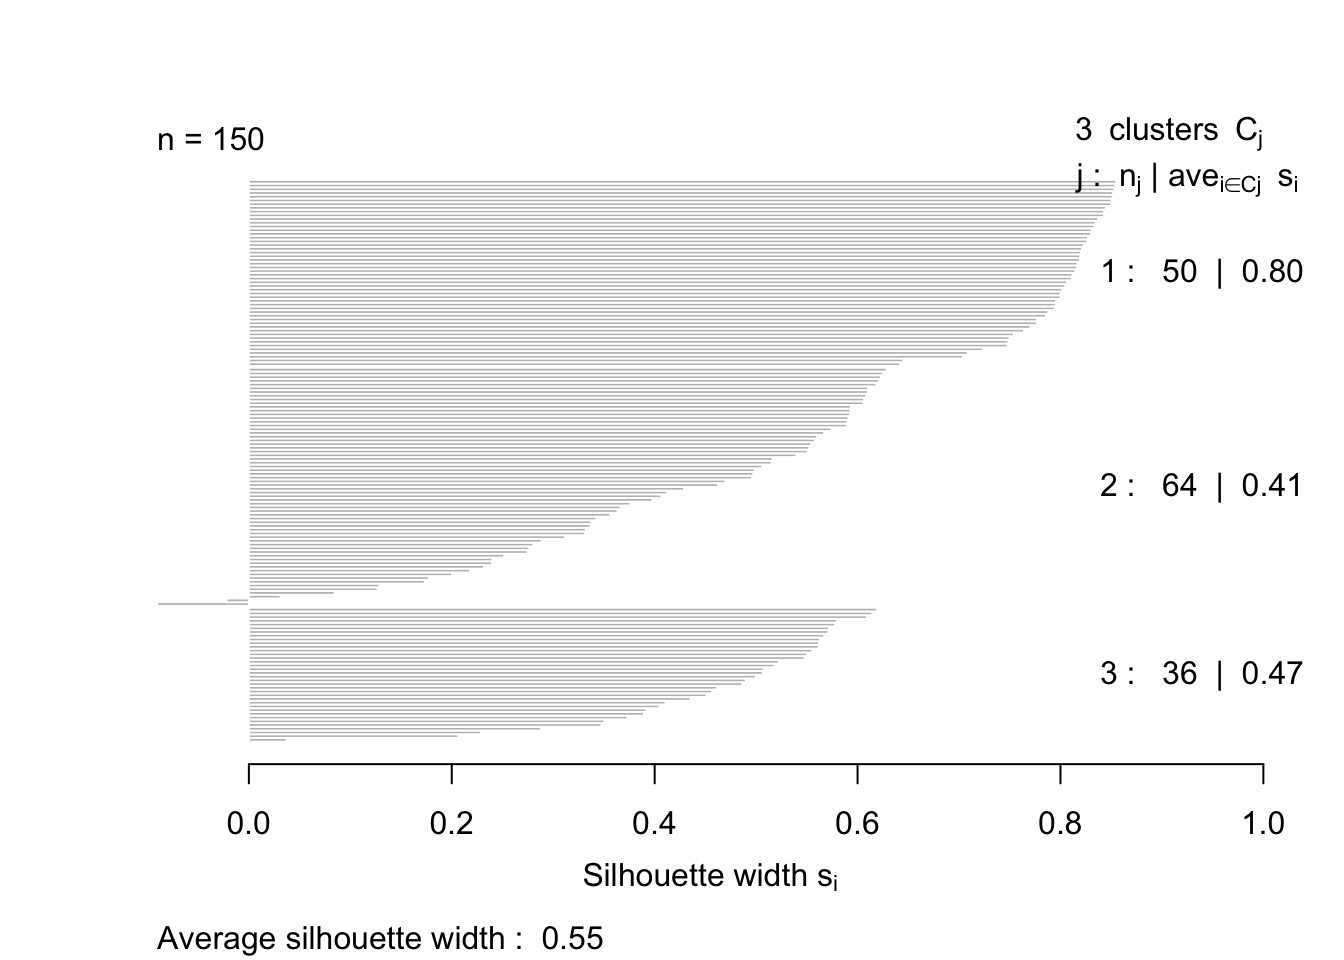 n = 150
3 clusters Cj
j : nj | avei∈Cj si
1 : 50 | 0.80
2 : 64 | 0.41
3 : 36 | 0.47
0.0 0.2 0.4 0.6 0.8 1.0
Silhouette width si
Average silhouette width : 0.55